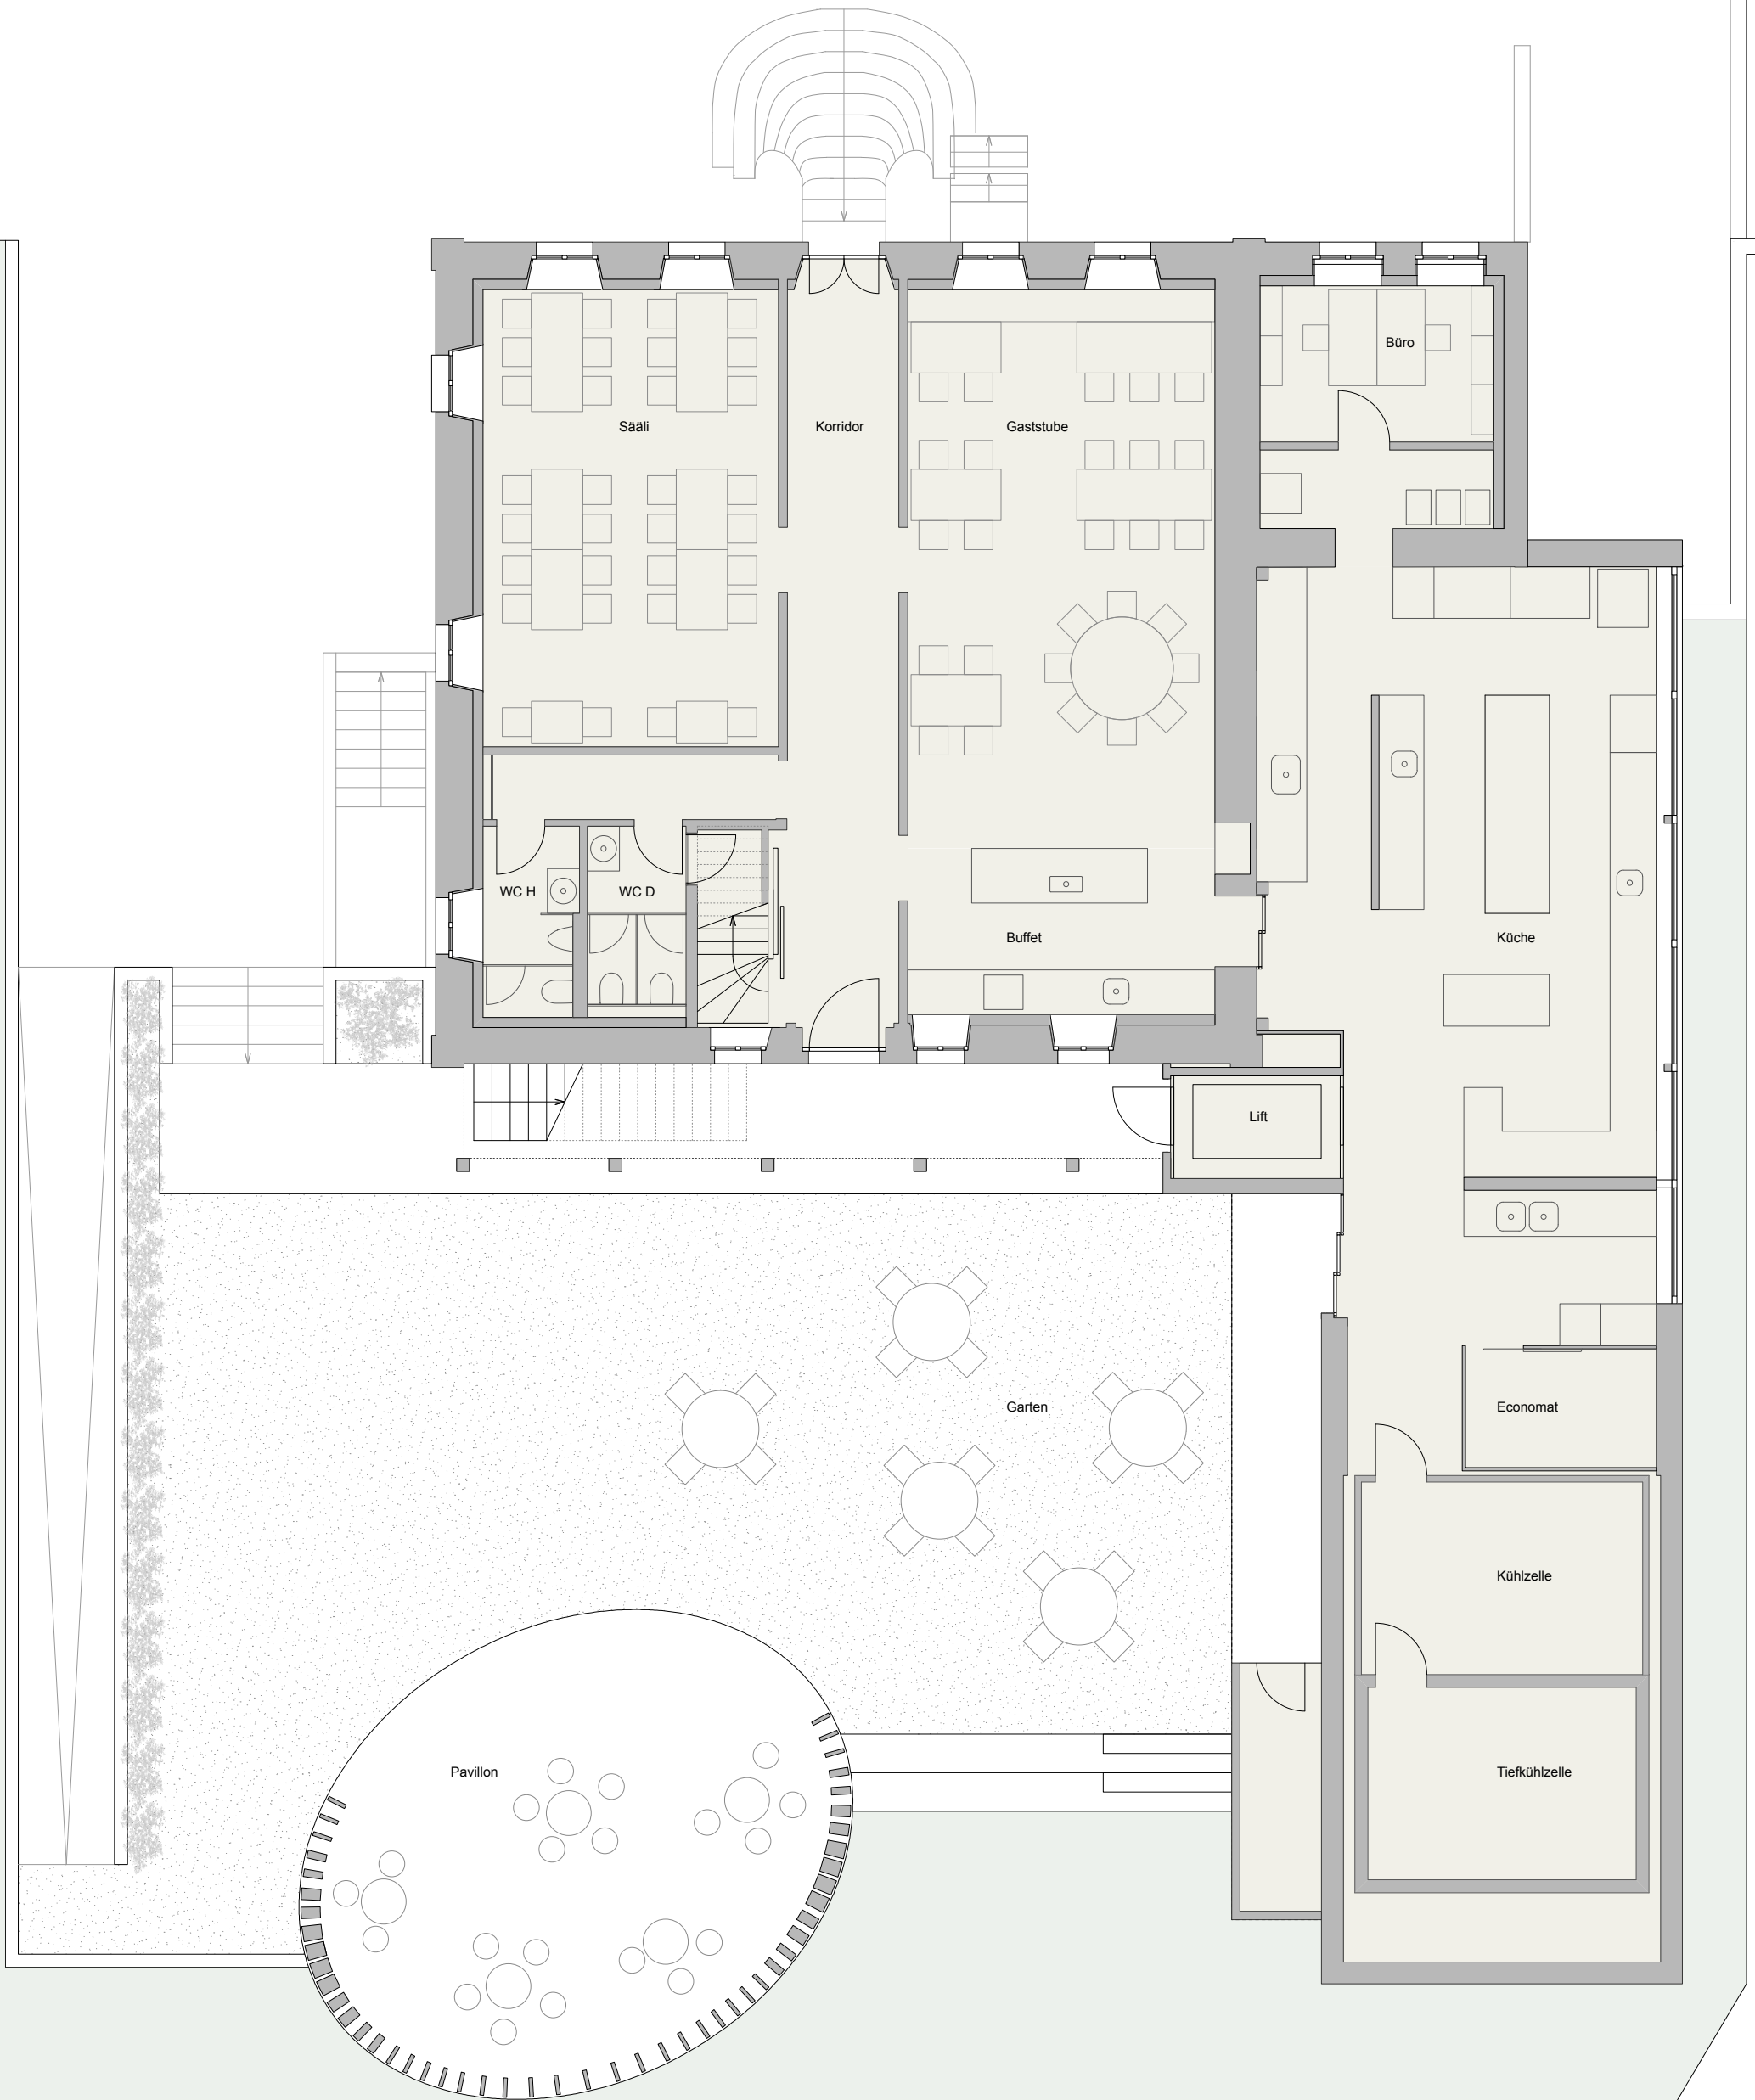 Büro
Sääli
Korridor
Gaststube
WC H
WC D
Buffet
Küche
Lift
Garten
Economat
Kühlzelle
Pavillon
Tiefkühlzelle